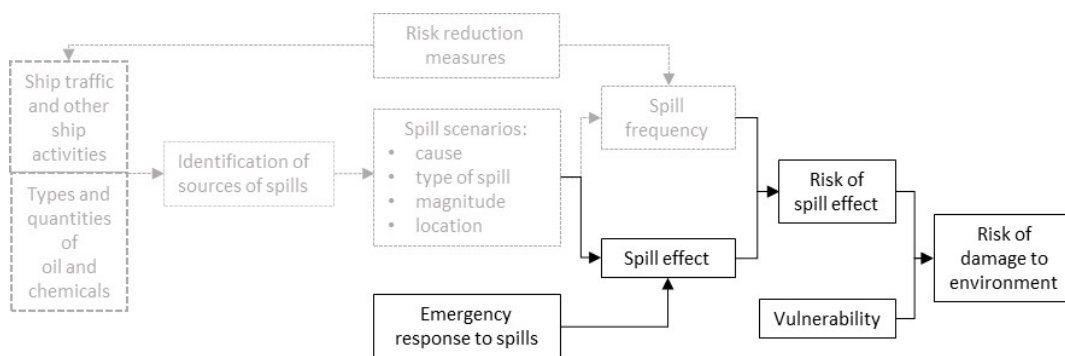 Risk reduction
measures
Ship traffic
and other
ship
activities
Types and
quantities
of
oil and
chemicals
Identification of
sources of spills
Spill scenarios:
• cause
• type of spill
• magnitude
• location
Spill
frequency
Spill effect
Emergency
response to spills
Risk of
spill effect
Vulnerability
Risk of
damage to
environment